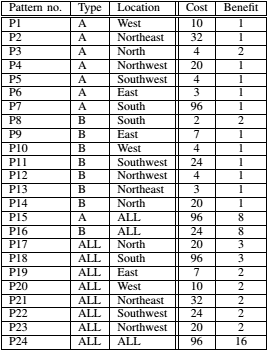 Pattern no. Type Location Cost Benefit
P1 A West 10 1
P2 A Northeast 32 1
P3 A North 4 2
P4 A Northwest 20 1
P5 A Southwest 4 1
P6 A East 3 1
P7 A South 96 1
P8 B South 2 2
P9 B East 7 1
P10 B West 4 1
P11 B Southwest 24 1
P12 B Northwest 4 1
P13 B Northeast 3 1
P14 B North 20 1
P15 A ALL 96 8
P16 B ALL 24 8
P17 ALL North 20 3
P18 ALL South 96 3
P19 ALL East 7 2
P20 ALL West 10 2
P21 ALL Northeast 32 2
P22 ALL Southwest 24 2
P23 ALL Northwest 20 2
P24 ALL ALL 96 16